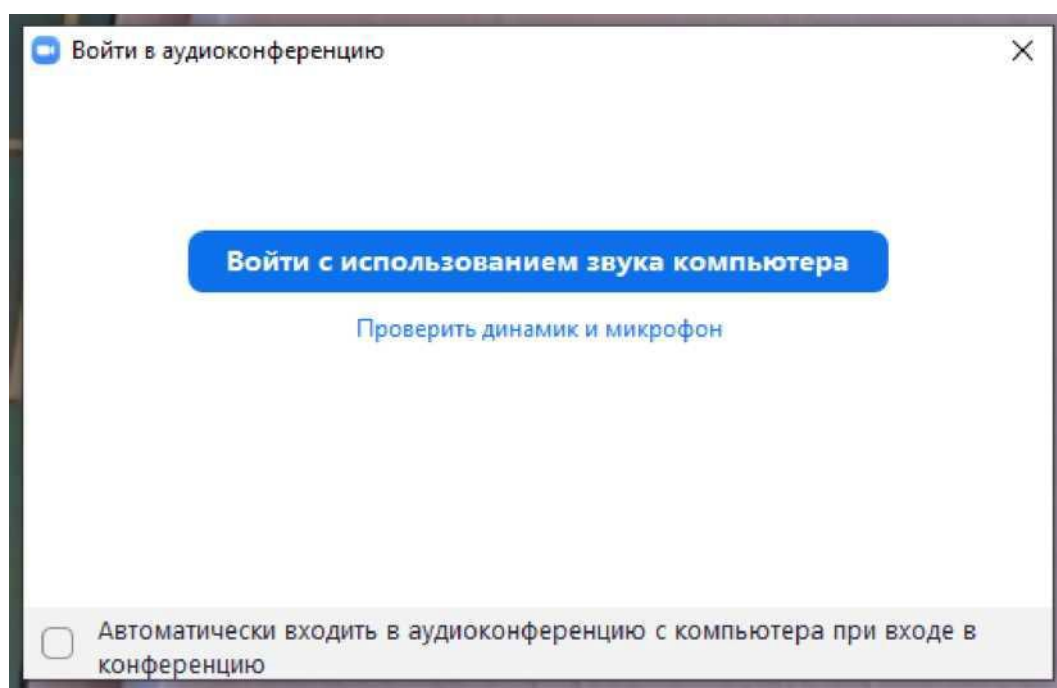 Войти в аудиоконференцию
Войти с использованием звука компьютера
Проверить динамик и микрофон
Автоматически входить в аудиоконференцию с компьютера при входе в
конференцию